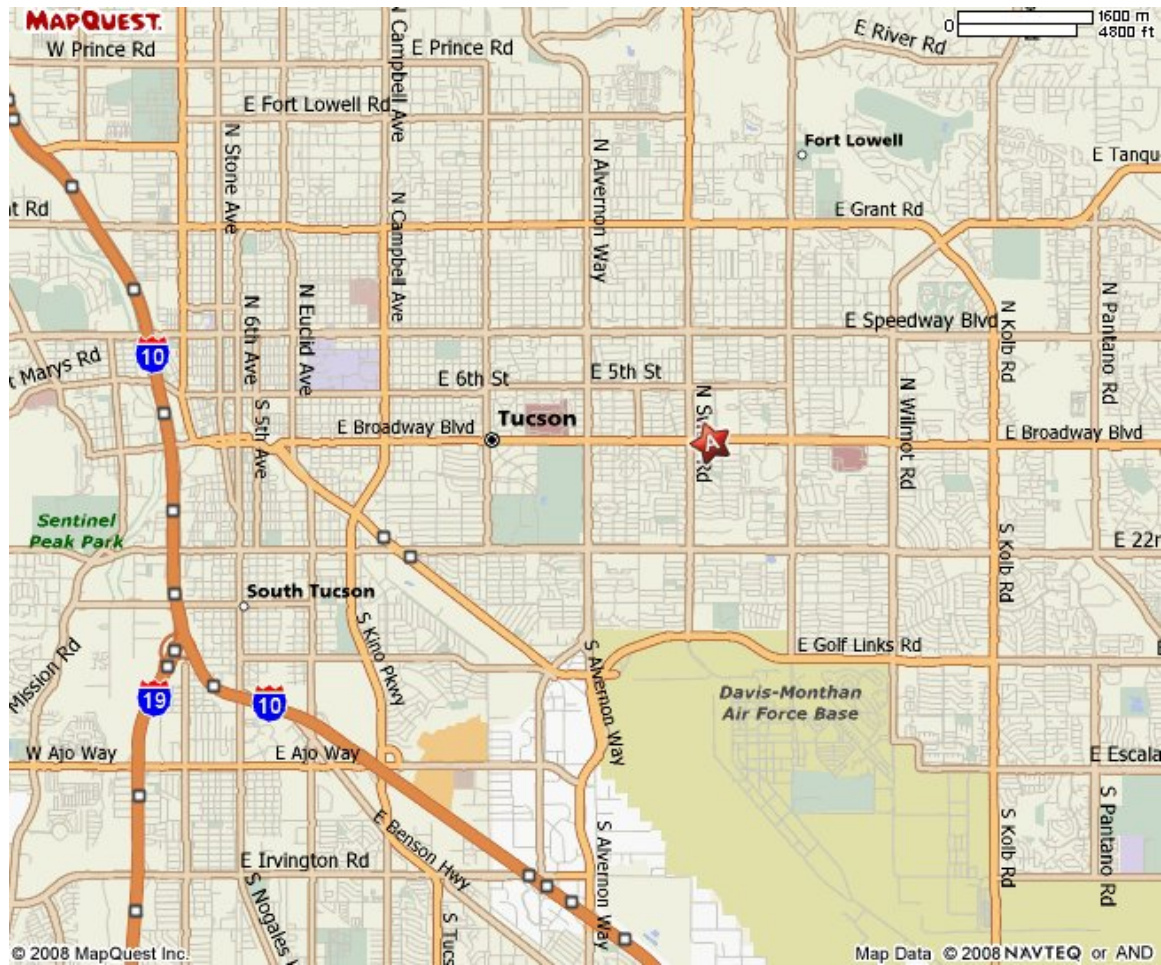 MAPQUEST.
0
1600 m
4800 ft
W Prince Rd
E Prince Rd
E River Rd
N Campbell Ave
E Fort Lowell Rd
N Stone Ave
N Alvernon Way
Fort Lowell
E Tanqu
N Campbell Ave
nt Rd
E Grant Rd
N 6th Ave
N Euclid Ave
E Speedway Blvd
N Kolb Rd
N Pantano Rd
10
t Marys Rd
E 6th St
E 5th St
N Wilmot Rd
S 5th Ave
E Broadway Blvd
Tucson
A
Rd
E Broadway Blvd
Sentinel
Peak Park
E 22n
S Kolb Rd
South Tucson
S Kino Pkwy
Mission Rd
S Alvernon Way
E Golf Links Rd
19
10
Davis-Monthan
Air Force Base
W Ajo Way
E Ajo Way
E Escala
E Benson Hwy
S Alvernon Way
S Kolb Rd
S Pantano Rd
E Irvington Rd
S Nogales
S Tucs
© 2008 MapQuest Inc.
Map Data © 2008 NAVTEQ or AND